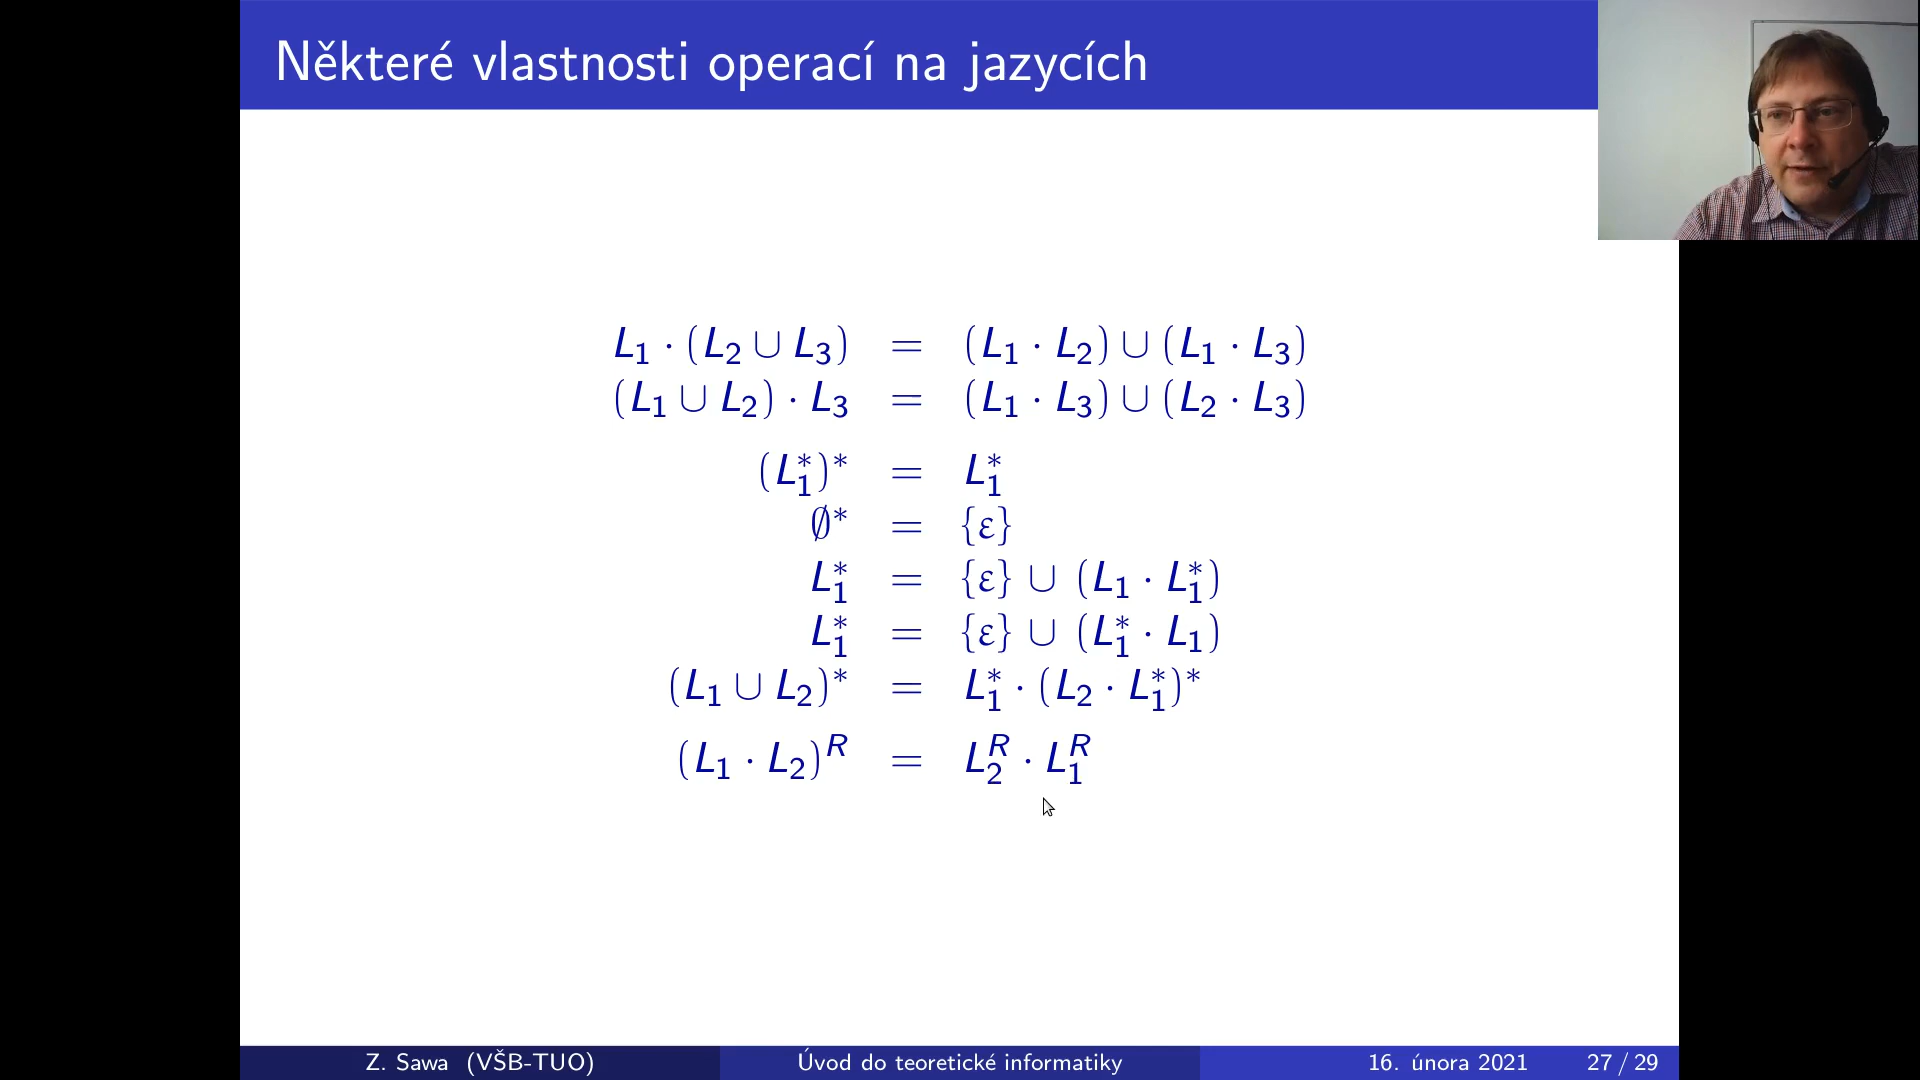 Některé vlastnosti operací na jazycích
L₁ · (L₂ ∪ L₃) = (L₁ · L₂) ∪ (L₁ · L₃)
(L₁ ∪ L₂) · L₃ = (L₁ · L₃) ∪ (L₂ · L₃)
(L₁*)* = L₁*
∅* = {ε}
L₁* = {ε} ∪ (L₁ · L₁*)
L₁* = {ε} ∪ (L₁* · L₁)
(L₁ ∪ L₂)* = L₁* · (L₂ · L₁*)*
(L₁ · L₂)ᴿ = L₂ᴿ · L₁ᴿ
Z. Sawa (VŠB-TUO) Úvod do teoretické informatiky 16. února 2021 27 / 29